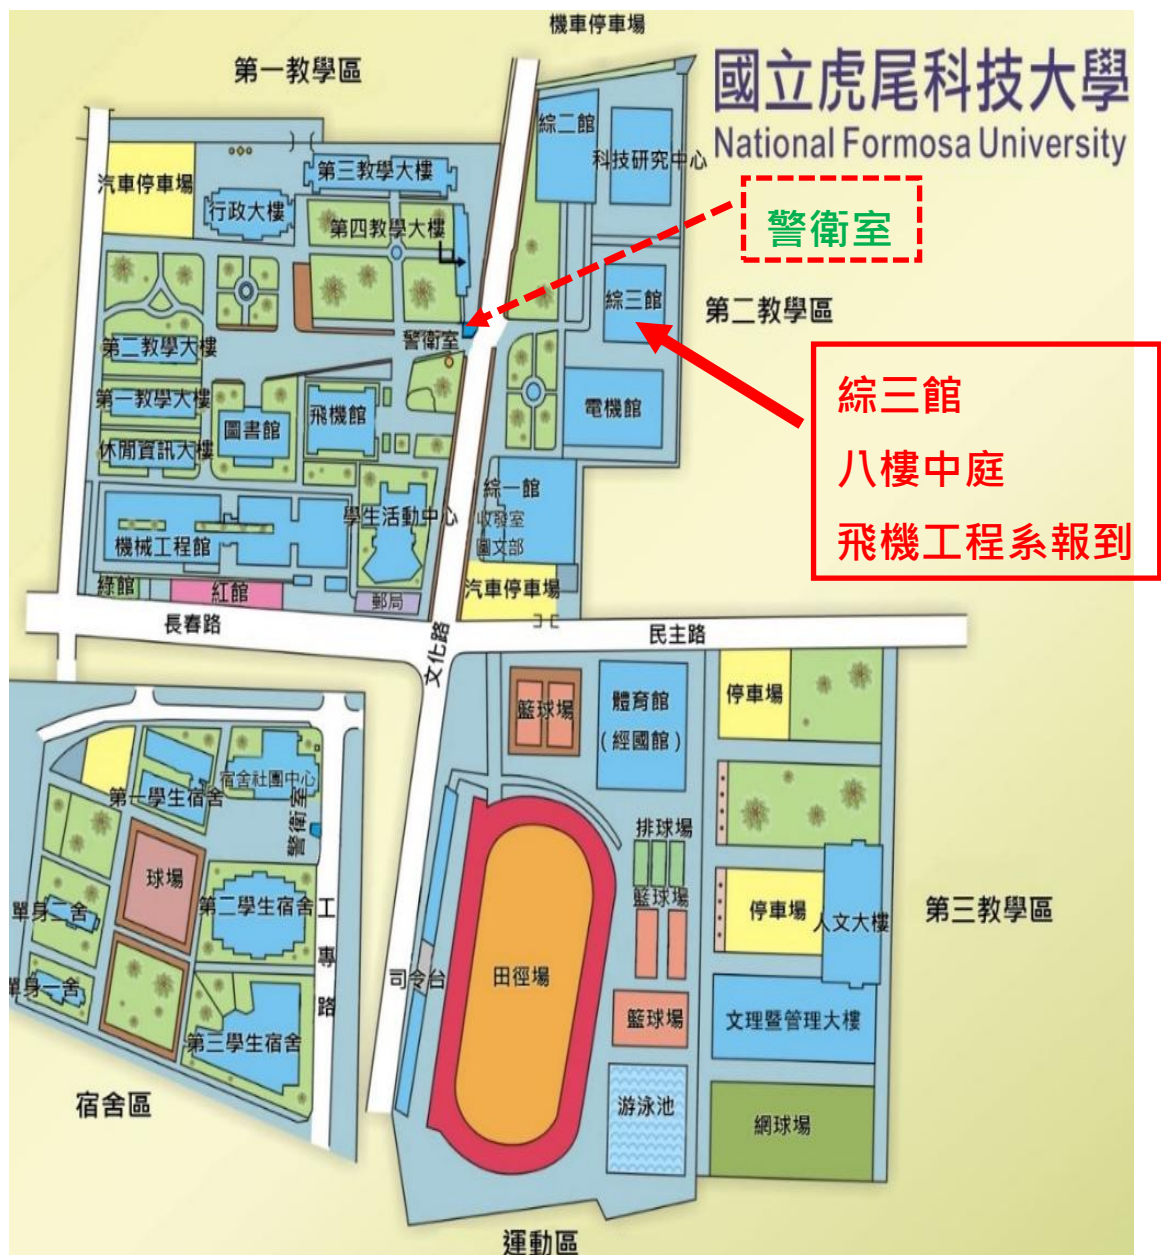 機車停車場
第一教學區
國立虎尾科技大學
National Formosa University
綜二館
科技研究中心
第三教學大樓
汽車停車場
行政大樓
第四教學大樓
警衛室
綜三館
第二教學區
警衛室
第二教學大樓
綜三館
八樓中庭
飛機工程系報到
第一教學大樓
飛機館
電機館
圖書館
休閒資訊大樓
綜一館
收發室
圖文部
學生活動中心
機械工程館
綠館
紅館
郵局
汽車停車場
長春路
文化路
民主路
籃球場
體育館
(經國館)
停車場
宿舍社團中心
第一學生宿舍
警衛室
排球場
球場
籃球場
單身二舍
第二學生宿舍
工專路
停車場
人文大樓
第三教學區
單身一舍
司令台
田徑場
籃球場
文理暨管理大樓
第三學生宿舍
宿舍區
游泳池
網球場
運動區